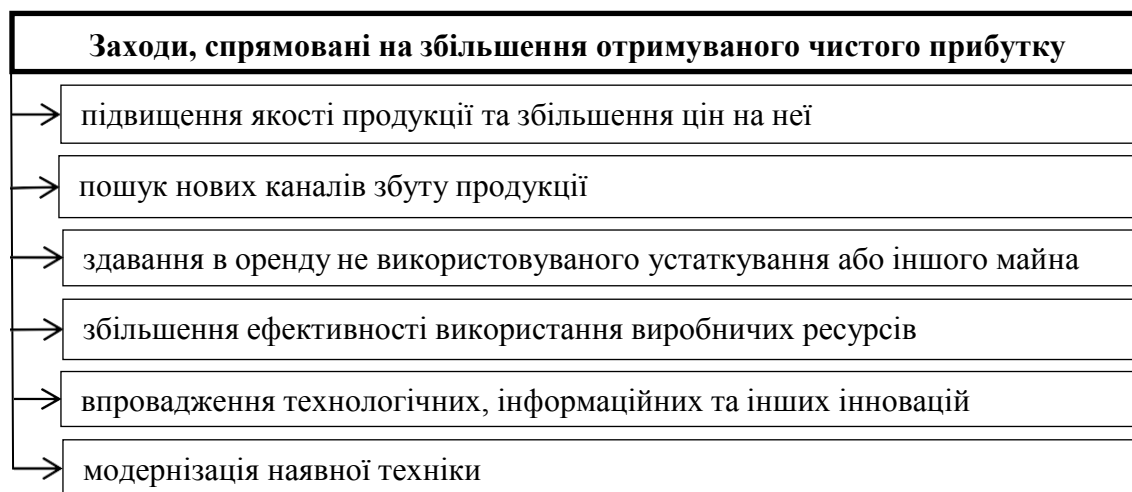 Заходи, спрямовані на збільшення отримуваного чистого прибутку
підвищення якості продукції та збільшення цін на неї
пошук нових каналів збуту продукції
здавання в оренду не використовуваного устаткування або іншого майна
збільшення ефективності використання виробничих ресурсів
впровадження технологічних, інформаційних та інших інновацій
модернізація наявної техніки